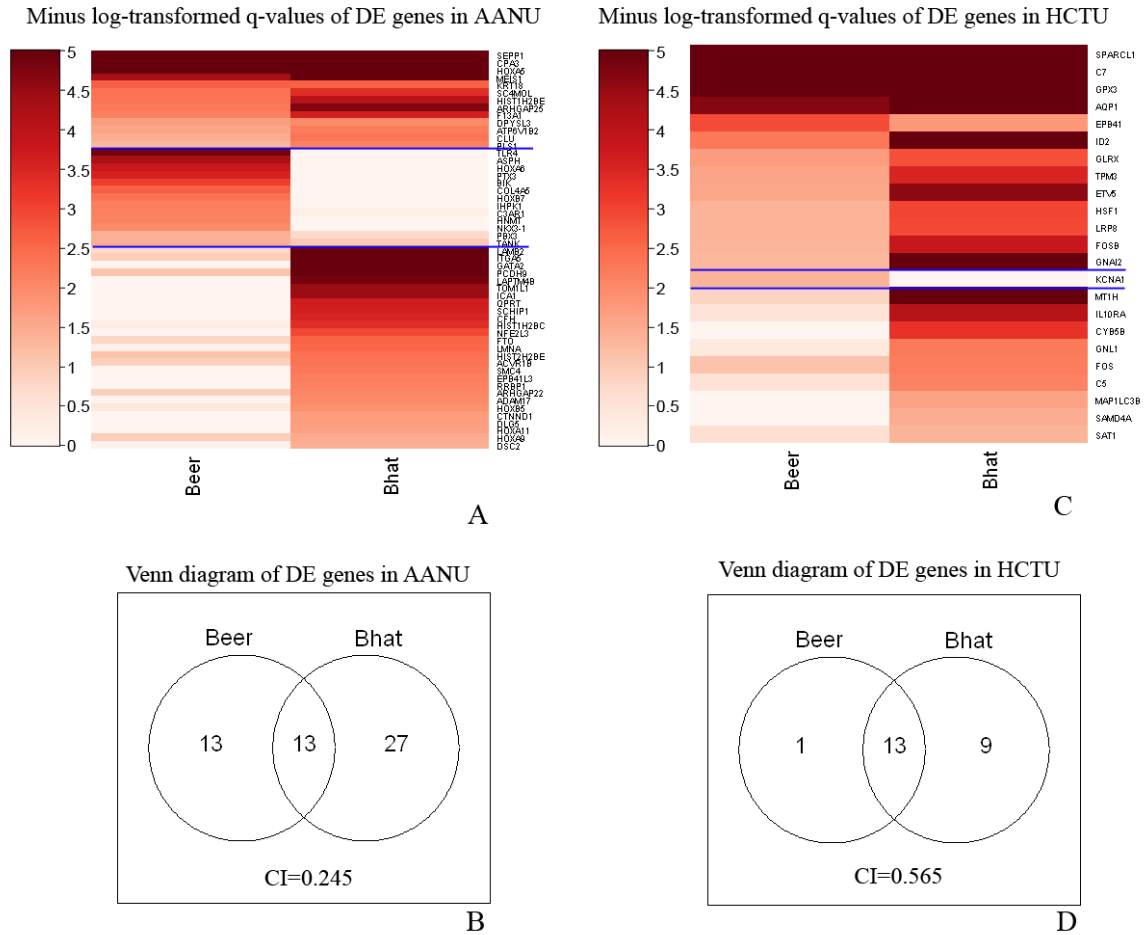 Minus log-transformed q-values of DE genes in AANU
5
4.5
4
3.5
3
2.5
2
1.5
1
0.5
0
SEPP1
CPA3
HOXA5
MEIS1
KRT18
SC4MOL
HIST1H2BE
ARHGAP25
F13A1
DPYSL3
ATP6V1B2
CLU
PLS1
TLR4
ASPH
HOXA6
PTX3
BIK
COL4A5
HOXB7
IHPK1
C3AR1
HNMT
NKX3-1
PBX3
TANK
LAMB2
ITGA5
GATA2
PCDH9
LAPTM4B
TOM1L1
ICA1
QPRT
SCHIP1
CFH
HIST1H2BC
NFE2L3
FTO
LMNA
HIST2H2BE
ACVR1B
SMC4
EPB41L3
RRBP1
ARHGAP22
ADAM17
HOXB5
CTNND1
DLG5
HOXA11
HOXA9
DSC2
Beer
Bhat
A
Minus log-transformed q-values of DE genes in HCTU
5
4.5
4
3.5
3
2.5
2
1.5
1
0.5
0
SPARCL1
C7
GPX3
AQP1
EPB41
ID2
GLRX
TPM3
ETV5
HSF1
LRP8
FOSB
GNAI2
KCNA1
MT1H
IL10RA
CYB5B
GNL1
FOS
C5
MAP1LC3B
SAMD4A
SAT1
Beer
Bhat
C
Venn diagram of DE genes in AANU
Beer
Bhat
13
13
27
CI=0.245
B
Venn diagram of DE genes in HCTU
Beer
Bhat
1
13
9
CI=0.565
D